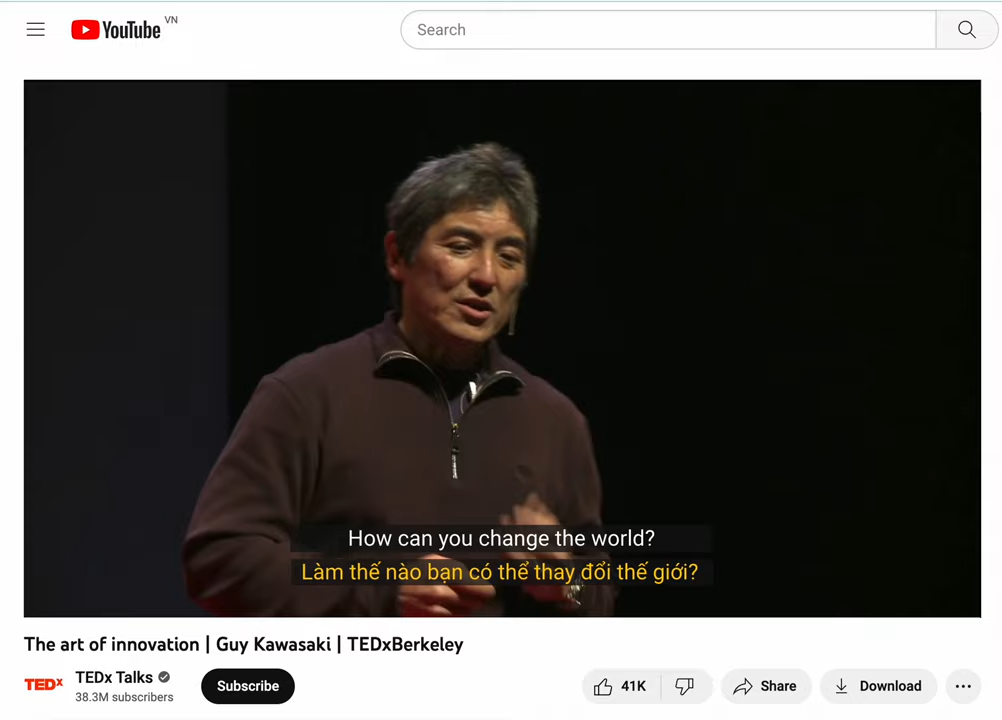 YouTube VN
Search
How can you change the world?
Làm thế nào bạn có thể thay đổi thế giới?
The art of innovation | Guy Kawasaki | TEDxBerkeley
TEDx
TEDx Talks
38.3M subscribers
Subscribe
41K
Share
Download